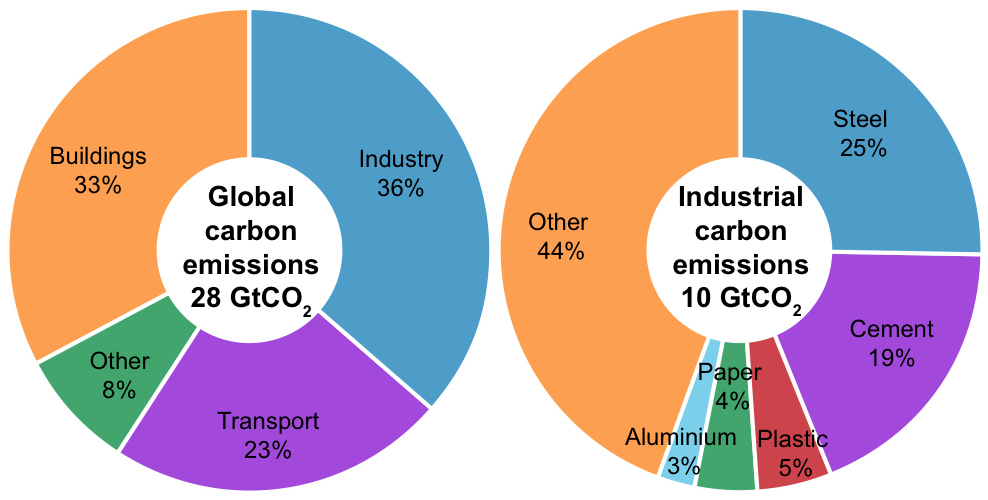 Buildings
33%
Industry
36%
Global
carbon
emissions
28 GtCO₂
Other
8%
Transport
23%
Steel
25%
Other
44%
Industrial
carbon
emissions
10 GtCO₂
Cement
19%
Paper
4%
Aluminium
3%
Plastic
5%